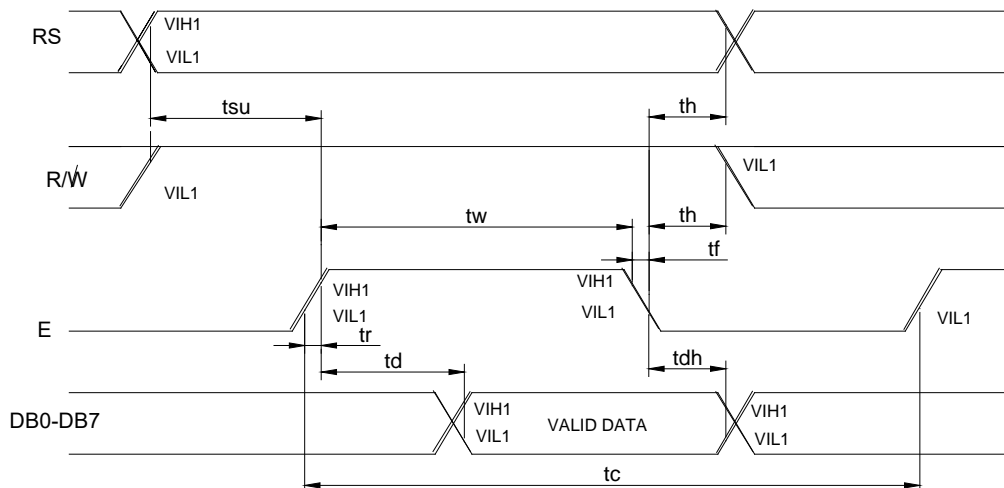 RS
VIH1
VIL1
tsu
th
R/W
VIL1
VIL1
tw
th
tf
E
VIH1
VIL1
VIH1
VIL1
VIL1
tr
td
tdh
DB0-DB7
VIH1
VIL1
VALID DATA
VIH1
VIL1
tc